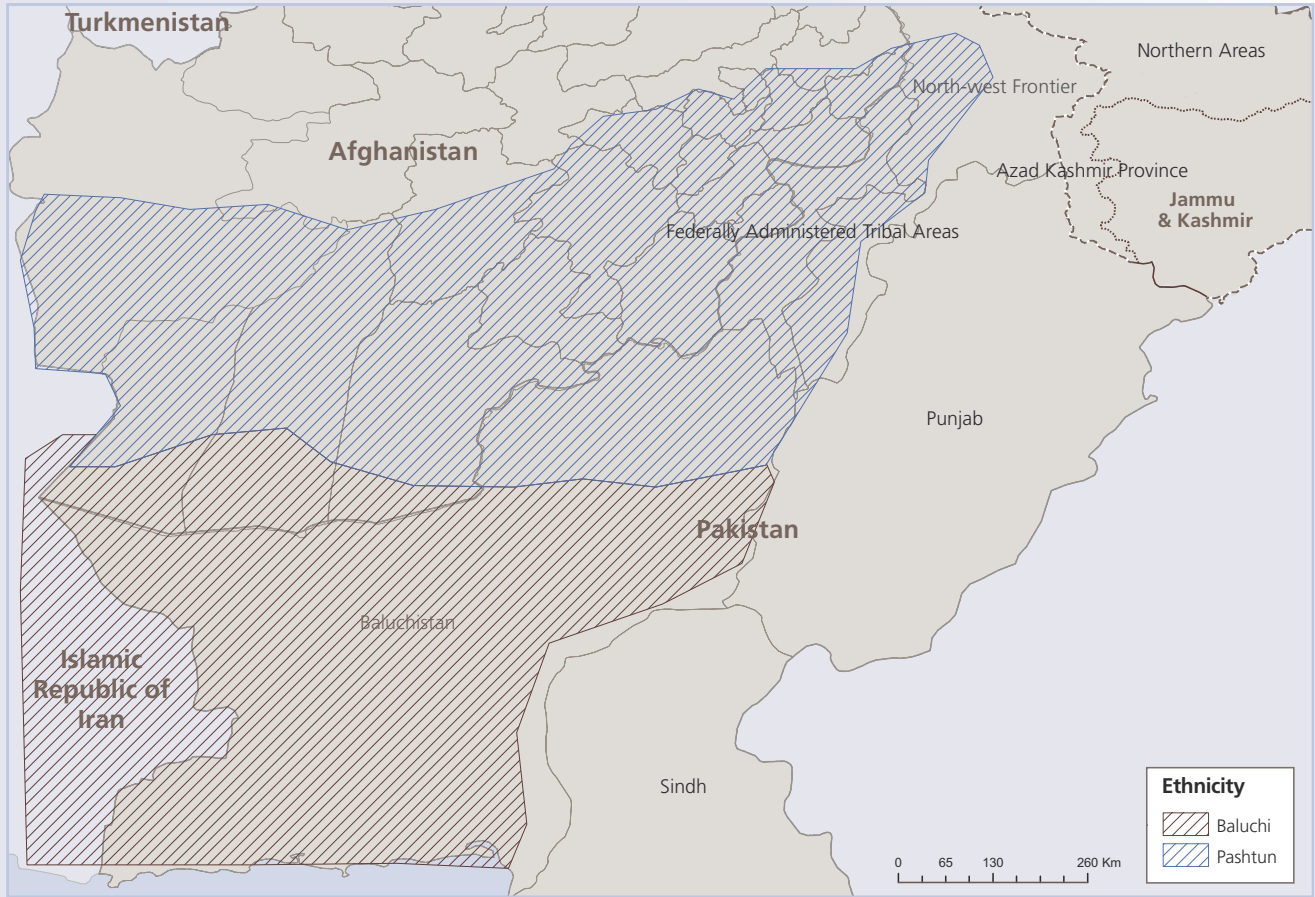 Turkmenistan
Northern Areas
North-west Frontier
Afghanistan
Azad Kashmir Province
Jammu
& Kashmir
Federally Administered Tribal Areas
Punjab
Pakistan
Baluchistan
Islamic
Republic of
Iran
Sindh
Ethnicity
Baluchi
Pashtun
0 65 130 260 Km